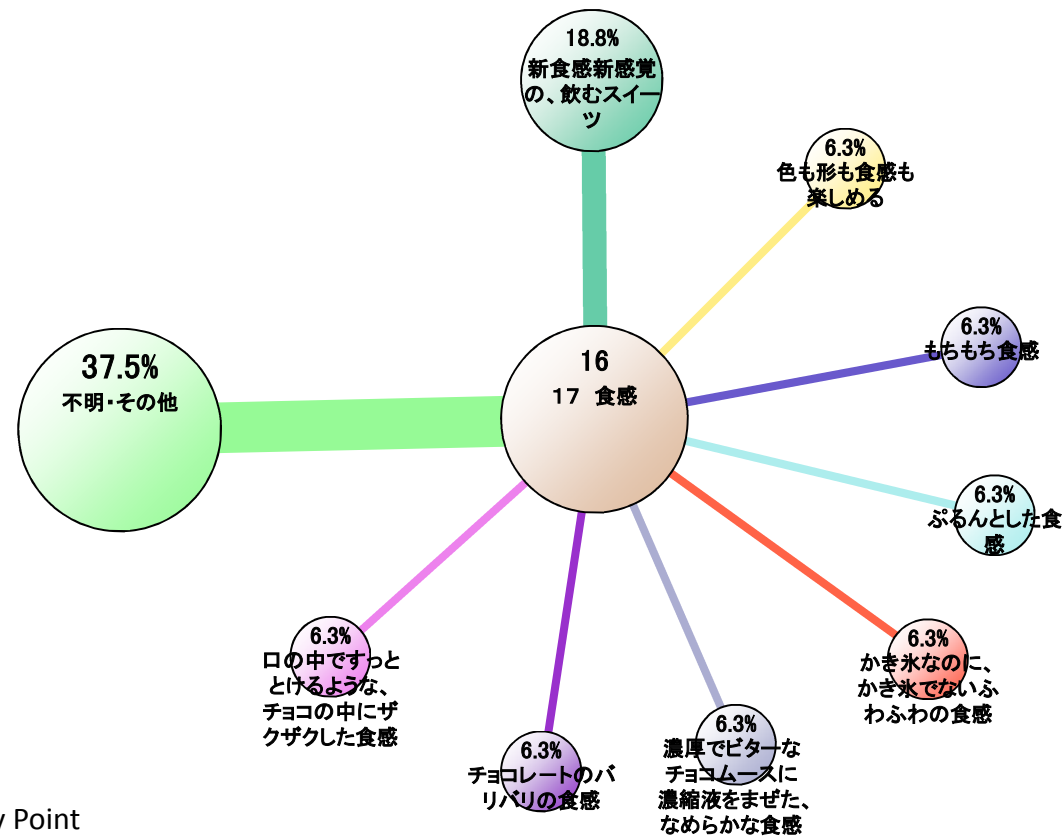 18.8%
新食感新感覚
の、飲むスイー
ツ
6.3%
色も形も食感も
楽しめる
6.3%
もちもち食感
37.5%
不明・その他
16
17 食感
6.3%
ぷるんとした食
感
6.3%
口の中ですっと
とけるような、
チョコの中にザ
クザクした食感
6.3%
チョコレートのバ
リバリの食感
6.3%
濃厚でビターな
チョコムースに
濃縮液をまぜた、
なめらかな食感
6.3%
かき氷なのに、
かき氷でないふ
わふわの食感
Point